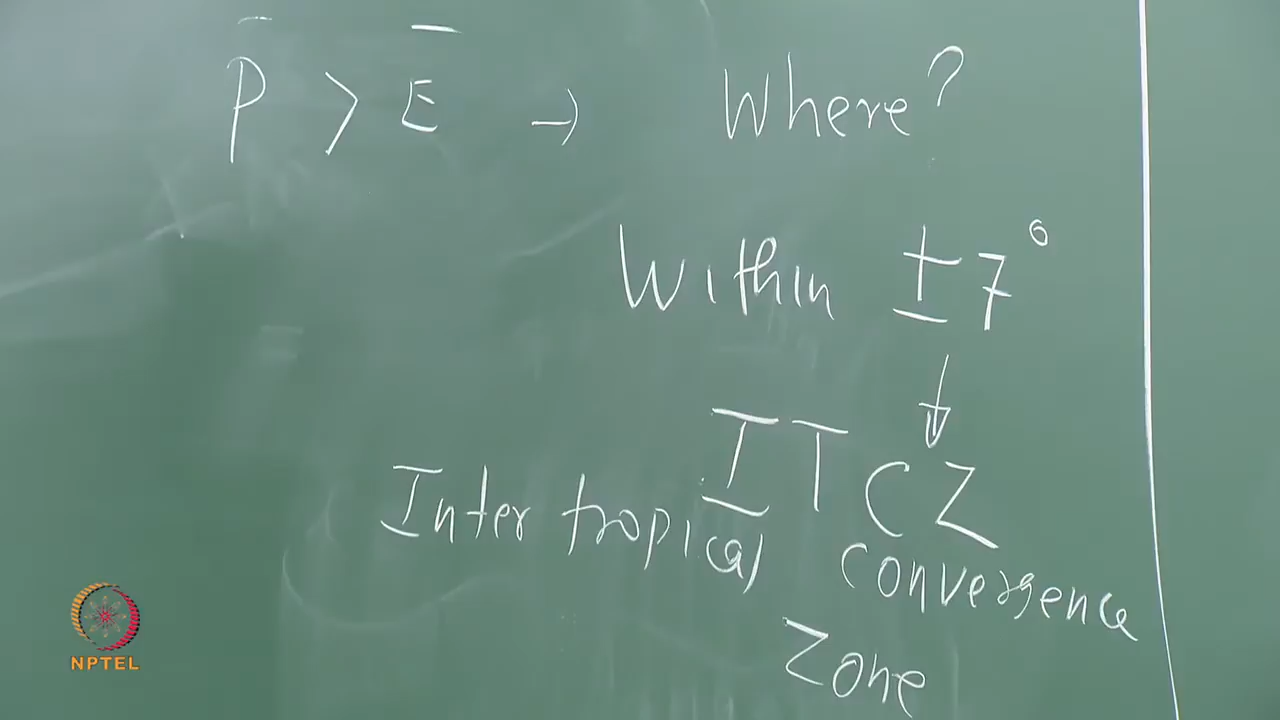 P̅ > E̅ → Where?
Within ±7°
↓
ITCZ
Inter tropical convergence
Zone
NPTEL